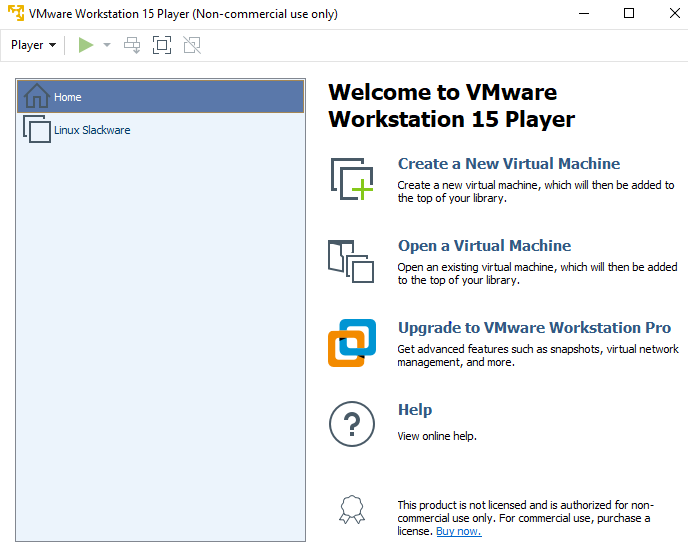 VMware Workstation 15 Player (Non-commercial use only)
Player
Home
Linux Slackware
Welcome to VMware
Workstation 15 Player
Create a New Virtual Machine
Create a new virtual machine, which will then be added to
the top of your library.
Open a Virtual Machine
Open an existing virtual machine, which will then be added
to the top of your library.
Upgrade to VMware Workstation Pro
Get advanced features such as snapshots, virtual network
management, and more.
?
Help
View online help.
This product is not licensed and is authorized for non-
commercial use only. For commercial use, purchase a
license. Buy now.